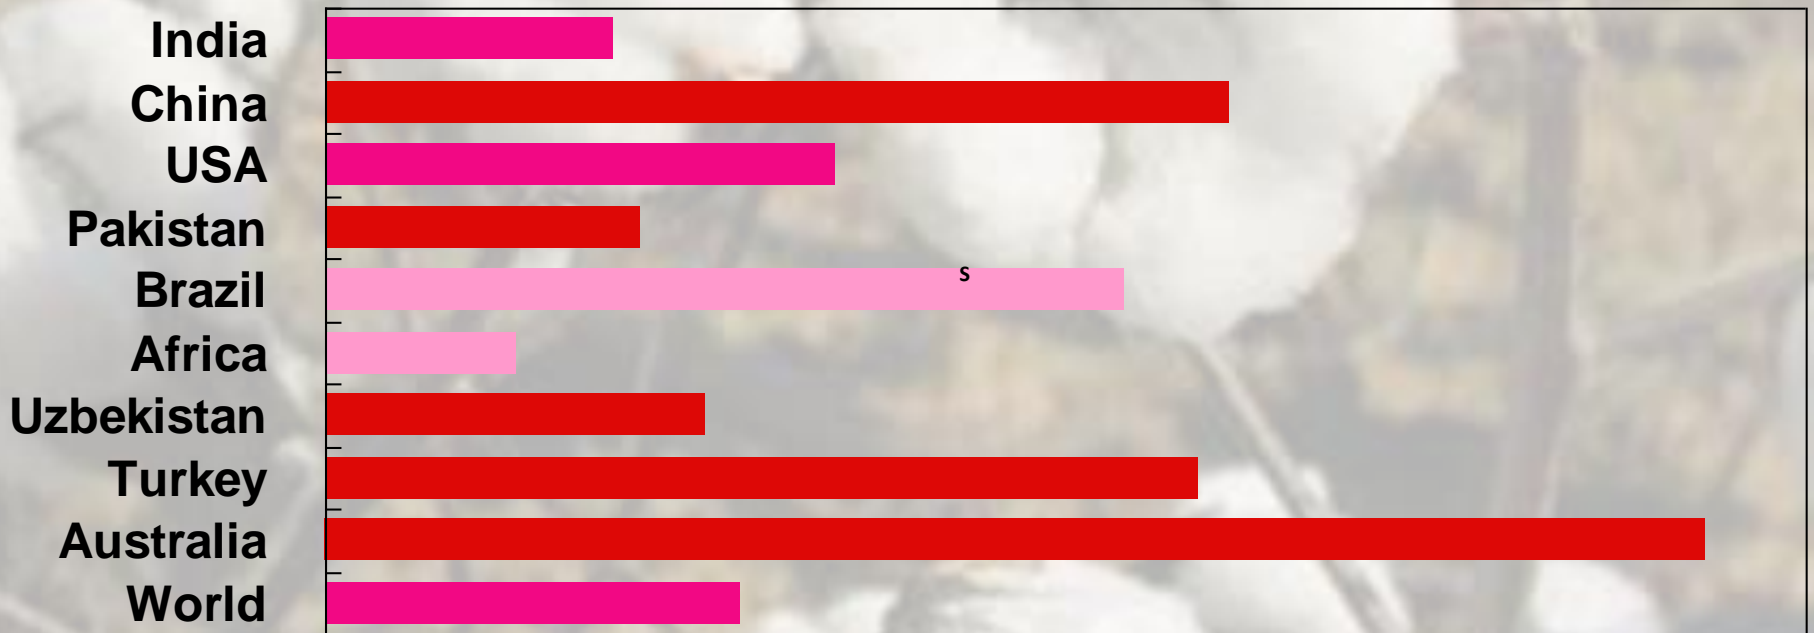 India
China
USA
Pakistan
Brazil
s
Africa
Uzbekistan
Turkey
Australia
World